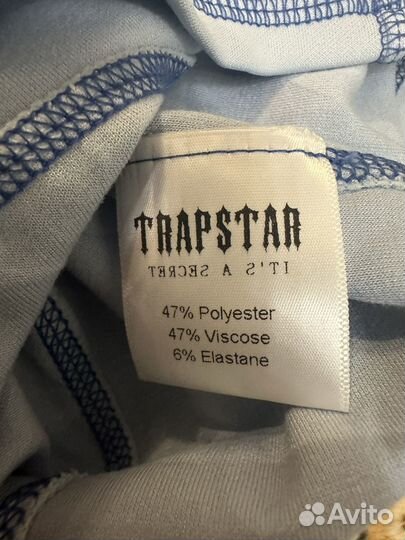 TRAPSTAR
IT'S A SECRET
47% Polyester
47% Viscose
6% Elastane
Avito